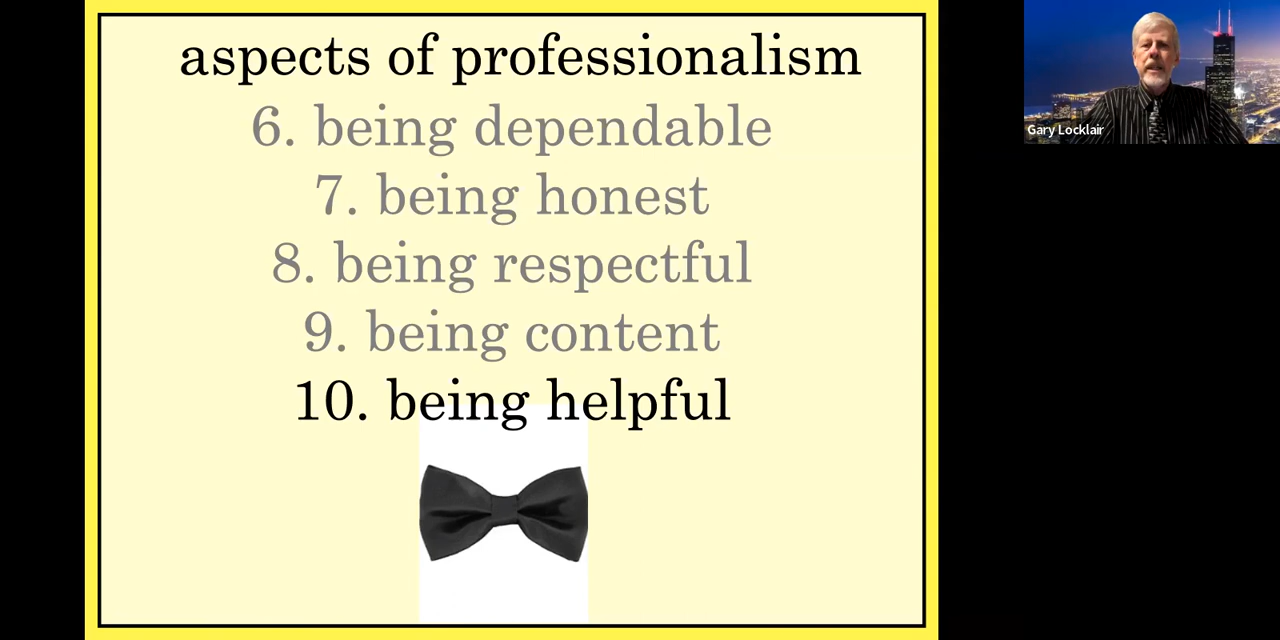 aspects of professionalism
6. being dependable
7. being honest
8. being respectful
9. being content
10. being helpful
Gary Locklair